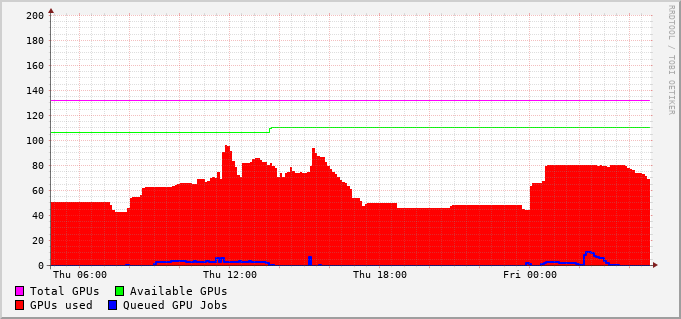 RRDTOOL / TOBI OETIKER
200
180
160
140
120
100
80
60
40
20
0
Thu 06:00 Thu 12:00 Thu 18:00 Fri 00:00
Total GPUs Available GPUs
GPUs used Queued GPU Jobs